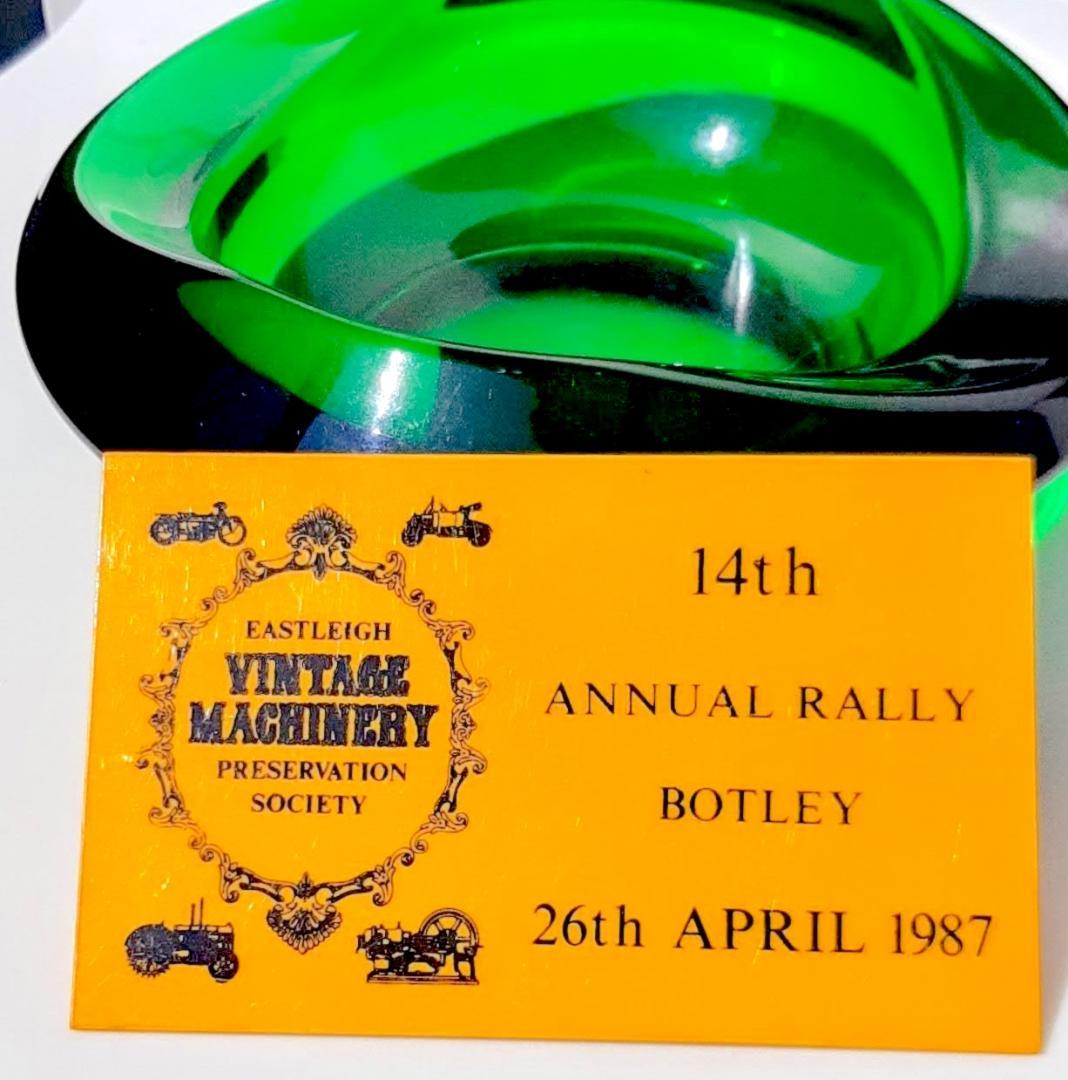 EASTLEIGH
VINTAGE
MACHINERY
PRESERVATION
SOCIETY
14th
ANNUAL RALLY
BOTLEY
26th APRIL 1987